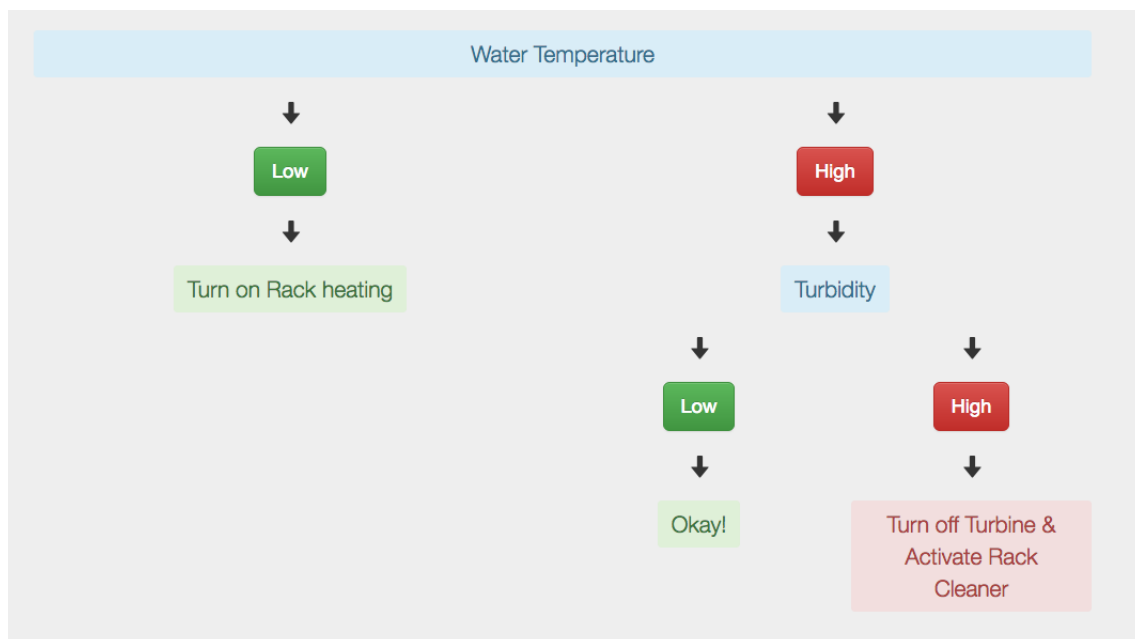 Water Temperature
Low
High
Turn on Rack heating
Turbidity
Low
High
Okay!
Turn off Turbine &
Activate Rack
Cleaner